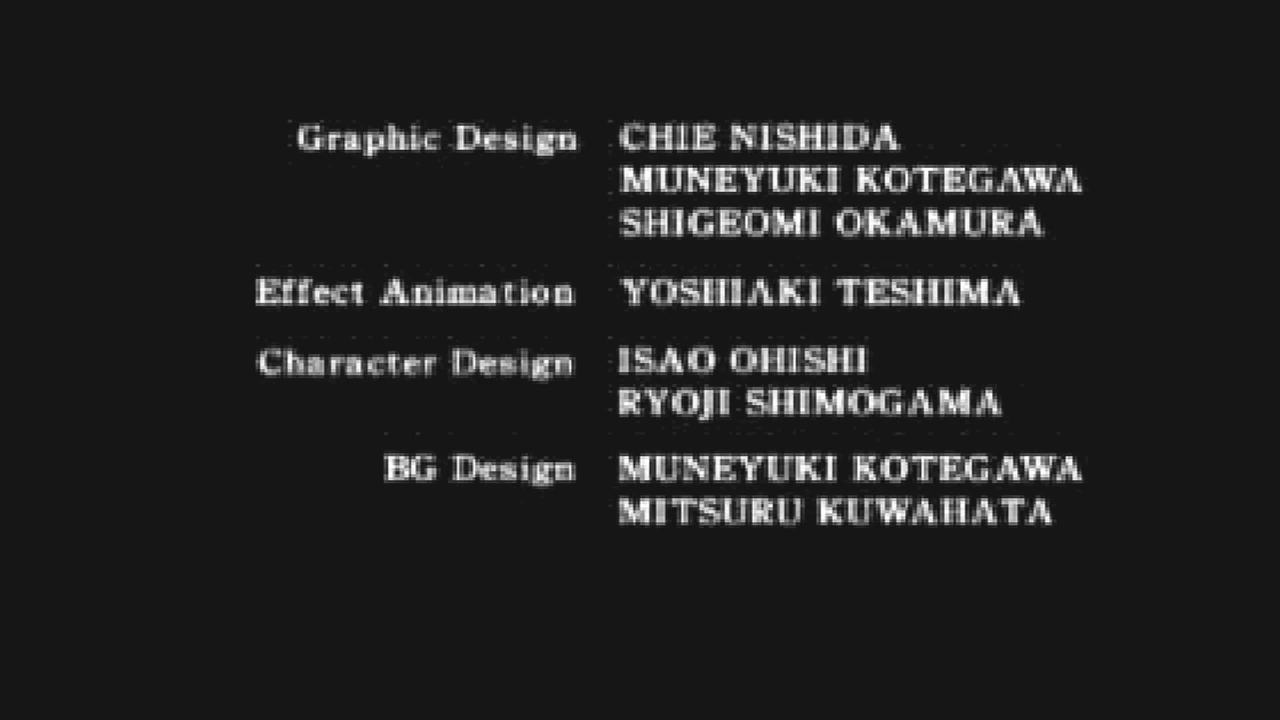 Graphic Design CHIE NISHIDA
MUNEYUKI KOTEGAWA
SHIGEOMI OKAMURA
Effect Animation YOSHIAKI TESHIMA
Character Design ISAO OHISHI
RYOJI SHIMOGAMA
BG Design MUNEYUKI KOTEGAWA
MITSURU KUWAHATA